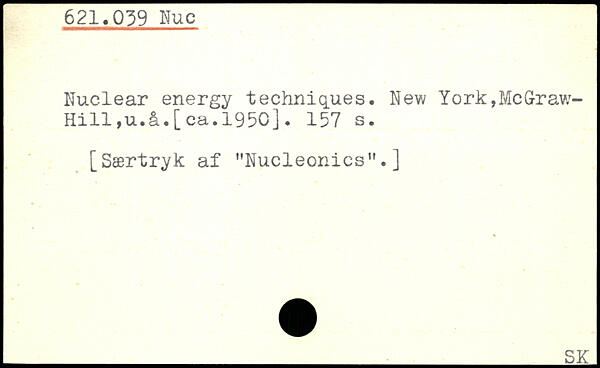 621.039 Nuc
Nuclear energy techniques. New York,McGraw-
Hill,u.å.[ca.1950]. 157 s.
[Særtryk af "Nucleonics".]
SK